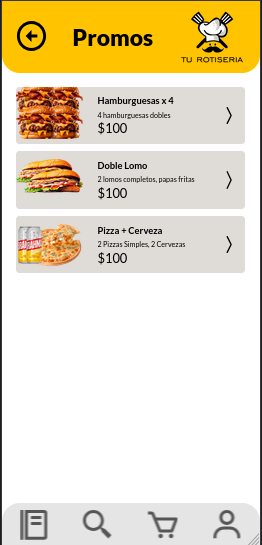 Promos
TU ROTISERIA
Hamburguesas x 4
4 hamburguesas dobles
$100
Doble Lomo
2 lomos completos, papas fritas
$100
Pizza + Cerveza
2 Pizzas Simples, 2 Cervezas
$100